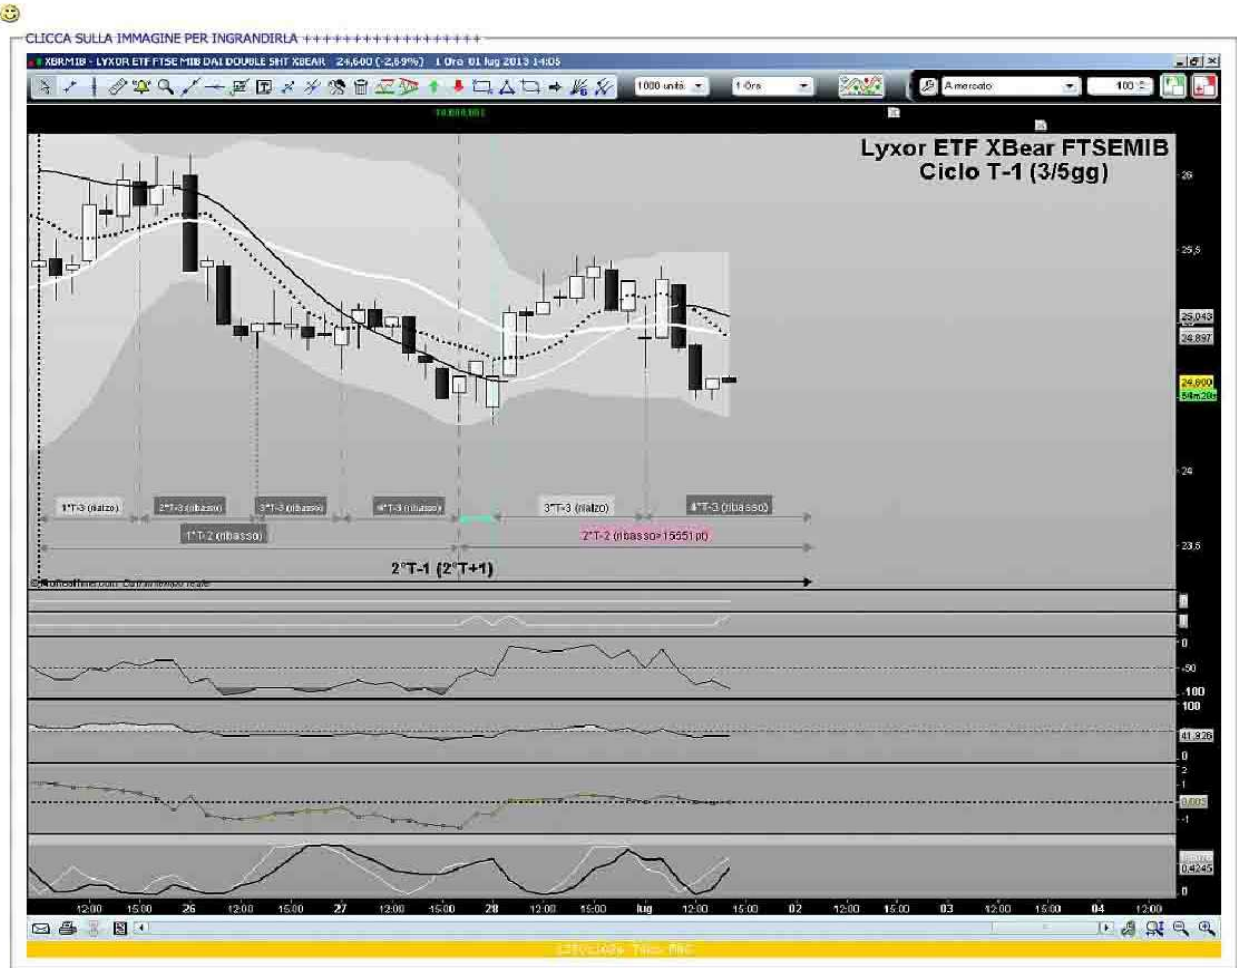 CLICCA SULLA IMMAGINE PER INGRANDIRLA ++++++++++++++++++
XBRMIB - LYXOR ETF FTSE MIB DAI DOUBLE SHT XBEAR 24,600 (-2,69%) 1 Ora 01 lug 2013 14:05
1000 unità 1 Ora A mercato 100
Lyxor ETF XBear FTSEMIB
Ciclo T-1 (3/5gg)
26
25,5
25,043
24,897
24,600
54m20s
24
1°T-3 (rialzo) 2°T-3 (ribasso) 3°T-3 (ribasso) 4°T-3 (ribasso) 3°T-3 (rialzo) 4°T-3 (ribasso)
1°T-2 (ribasso) 2°T-2 (ribasso>15551pt)
23,5
2°T-1 (2°T+1)
0
-50
-100
100
41,926
0
2
1
0,005
-1
0,4245
0
12:00 15:00 26 12:00 15:00 27 12:00 15:00 28 12:00 15:00 lug 12:00 15:00 02 12:00 15:00 03 12:00 15:00 04 12:00